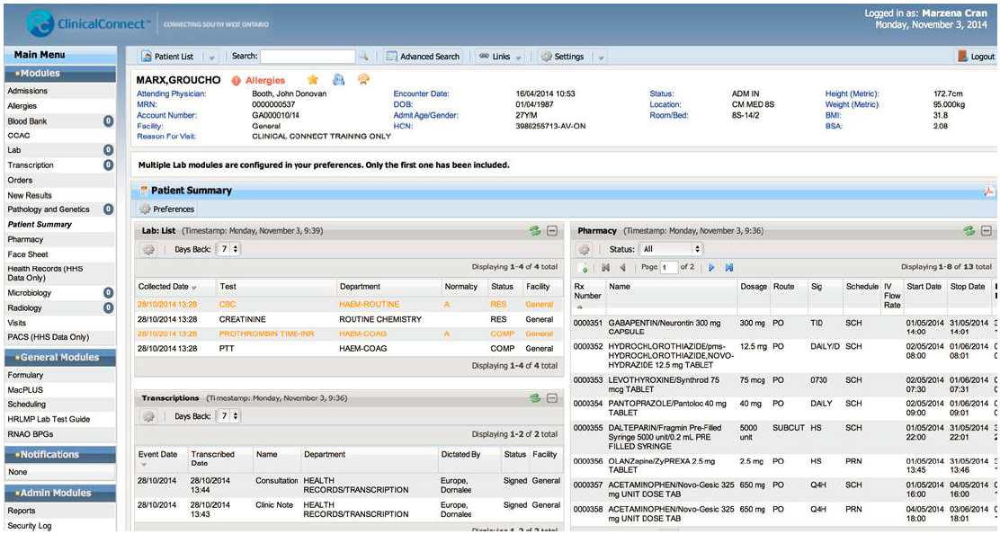 ClinicalConnect™ CONNECTING SOUTH WEST ONTARIO
Logged in as: Marzena Cran
Monday, November 3, 2014
Main Menu
Modules
Admissions
Allergies
Blood Bank 0
CCAC
Lab 0
Transcription 0
Orders
New Results
Pathology and Genetics 0
Patient Summary
Pharmacy
Face Sheet
Health Records (HHS
Data Only)
Microbiology 0
Radiology 0
Visits
PACS (HHS Data Only)
General Modules
Formulary
MacPLUS
Scheduling
HRLMP Lab Test Guide
RNAO BPGs
Notifications
None
Admin Modules
Reports
Security Log
Patient List Search: Advanced Search Links Settings Logout
MARX,GROUCHO Allergies
Attending Physician: Booth, John Donovan Encounter Date: 16/04/2014 10:53 Status: ADM IN Height (Metric): 172.7cm
MRN: 0000000537 DOB: 01/04/1987 Location: CM MED 8S Weight (Metric): 95.000kg
Account Number: GA000010/14 Admit Age/Gender: 27Y/M Room/Bed: 8S-14/2 BMI: 31.8
Facility: General HCN: 3986255713-AV-ON BSA: 2.08
Reason For Visit: CLINICAL CONNECT TRAINING ONLY
Multiple Lab modules are configured in your preferences. Only the first one has been included.
Patient Summary
Preferences
Lab: List (Timestamp: Monday, November 3, 9:39)
Days Back: 7
Displaying 1-4 of 4 total
Collected Date Test Department Normalcy Status Facility
28/10/2014 13:28 CBC HAEM-ROUTINE A RES General
28/10/2014 13:28 CREATININE ROUTINE CHEMISTRY RES General
28/10/2014 13:28 PROTHROMBIN TIME-INR HAEM-COAG A COMP General
28/10/2014 13:28 PTT HAEM-COAG COMP General
Displaying 1-4 of 4 total
Transcriptions (Timestamp: Monday, November 3, 9:36)
Days Back: 7
Displaying 1-2 of 2 total
Event Date Transcribed Name Department Dictated By Status Facility
Date
28/10/2014 28/10/2014 Consultation HEALTH Europe, Signed General
13:44 RECORDS/TRANSCRIPTION Dornalee
28/10/2014 28/10/2014 Clinic Note HEALTH Europe, Signed General
13:43 RECORDS/TRANSCRIPTION Dornalee
Displaying 1-2 of 2 total
Pharmacy (Timestamp: Monday, November 3, 9:36)
Status: All
Page 1 of 2 Displaying 1-8 of 13 total
Rx Name Dosage Route Sig Schedule IV Start Date Stop Date
Number Flow
Rate
0000351 GABAPENTIN/Neurontin 300 mg 300 mg PO TID SCH 01/05/2014 31/05/2014
CAPSULE 14:00 14:01
0000352 HYDROCHLOROTHIAZIDE/pms- 12.5 mg PO DAILY/D SCH 02/05/2014 01/06/2014
HYDROCHLOROTHIAZIDE,NOVO- 08:00 08:01
HYDRAZIDE 12.5 mg TABLET
0000353 LEVOTHYROXINE/Synthroid 75 75 mcg PO 0730 SCH 02/05/2014 01/06/2014
mcg TABLET 07:30 07:31
0000354 PANTOPRAZOLE/Pantoloc 40 mg 40 mg PO DAILY SCH 02/05/2014 01/06/2014
TABLET 09:00 09:01
0000355 DALTEPARIN/Fragmin Pre-Filled 5000 SUBCUT HS SCH 01/05/2014 31/05/2014
Syringe 5000 unit/0.2 mL PRE unit 22:00 22:01
FILLED SYRINGE
0000356 OLANZapine/ZyPREXA 2.5 mg 2.5 mg PO HS PRN 01/05/2014 31/05/2014
TABLET 13:45 13:46
0000357 ACETAMINOPHEN/Novo-Gesic 325 650 mg PO Q4H SCH 01/05/2014 04/05/2014
mg UNIT DOSE TAB 16:00 16:00
0000358 ACETAMINOPHEN/Novo-Gesic 325 650 mg PO Q4H PRN 04/05/2014 03/06/2014
mg UNIT DOSE TAB 18:00 18:01